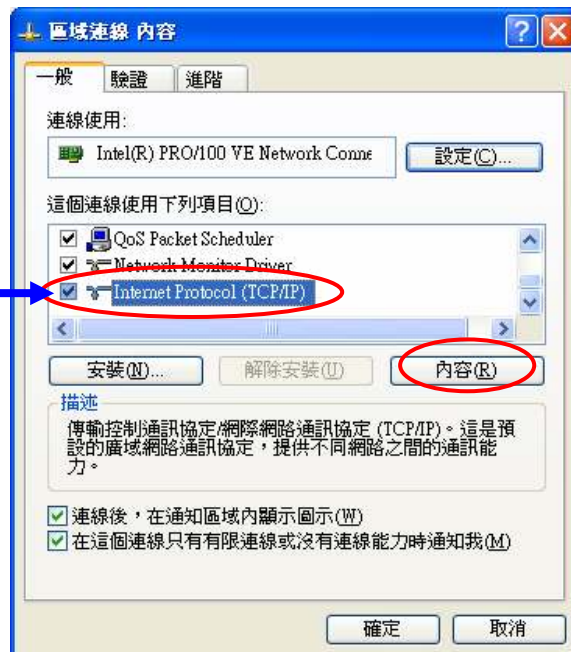 區域連線 內容
一般 驗證 進階
連線使用:
Intel(R) PRO/100 VE Network Conne 設定(C)...
這個連線使用下列項目(O):
QoS Packet Scheduler
Network Monitor Driver
Internet Protocol (TCP/IP)
安裝(N)... 解除安裝(U) 內容(R)
描述
傳輸控制通訊協定/網際網路通訊協定 (TCP/IP)。這是預
設的廣域網路通訊協定，提供不同網路之間的通訊能
力。
連線後，在通知區域內顯示圖示(W)
在這個連線只有有限連線或沒有連線能力時通知我(M)
確定 取消